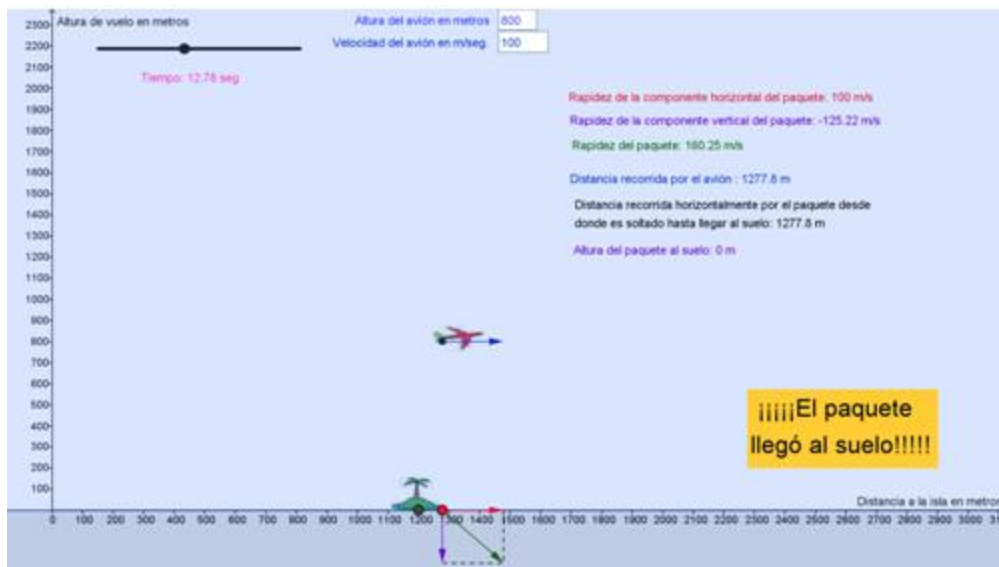 Altura de vuelo en metros
Altura del avión en metros 800
Velocidad del avión en m/seg. 100
Tiempo: 12.78 seg
Rapidez de la componente horizontal del paquete: 100 m/s
Rapidez de la componente vertical del paquete: -125.22 m/s
Rapidez del paquete: 160.25 m/s
Distancia recorrida por el avión : 1277.8 m
Distancia recorrida horizontalmente por el paquete desde
donde es soltado hasta llegar al suelo: 1277.8 m
Altura del paquete al suelo: 0 m
2300
2200
2100
2000
1900
1800
1700
1600
1500
1400
1300
1200
1100
1000
900
800
700
600
500
400
300
200
100
¡¡¡¡¡El paquete
llegó al suelo!!!!!
Distancia a la isla en metros
0 100 200 300 400 500 600 700 800 900 1000 1100 1200 1300 1400 1500 1600 1700 1800 1900 2000 2100 2200 2300 2400 2500 2600 2700 2800 2900 3000